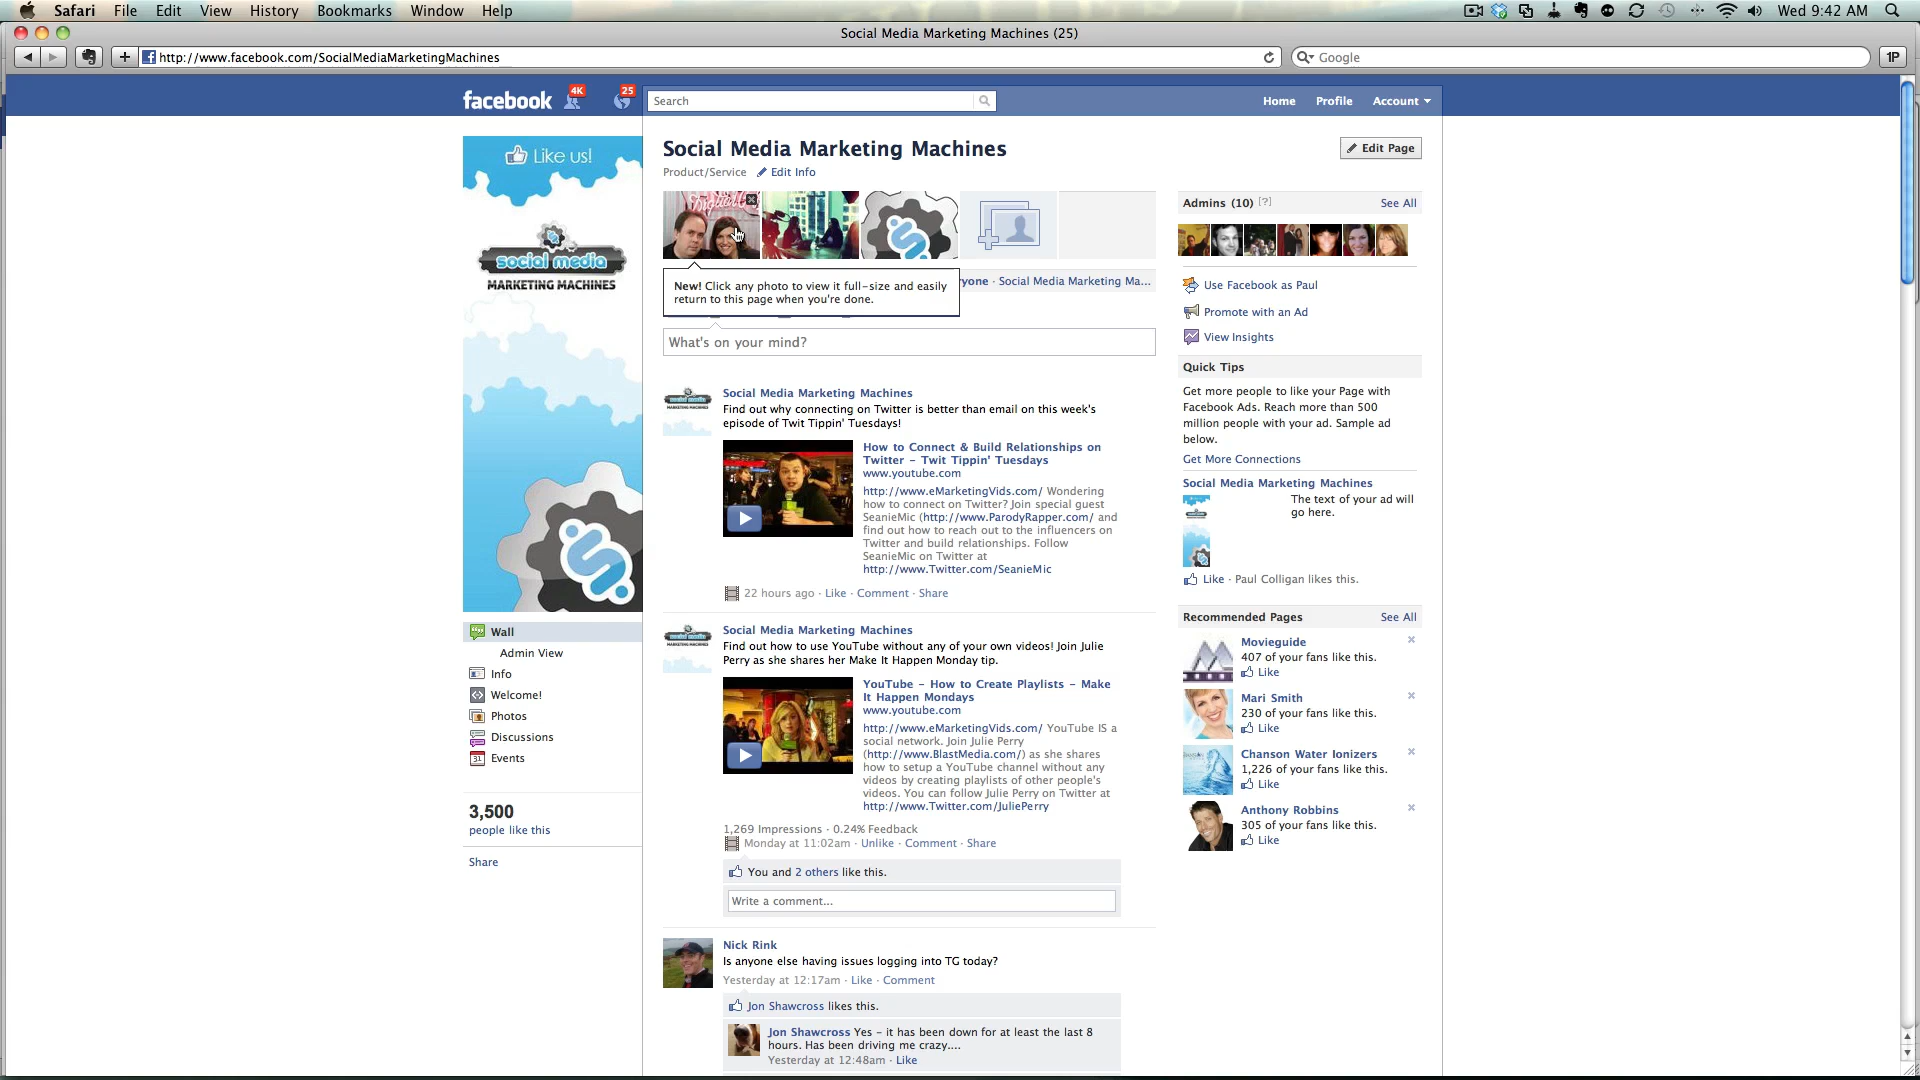 Safari File Edit View History Bookmarks Window Help
Wed 9:42 AM
Social Media Marketing Machines (25)
http://www.facebook.com/SocialMediaMarketingMachines
Google
1P
facebook
4K
25
Search
Home Profile Account
Like us!
social media
MARKETING MACHINES
Social Media Marketing Machines
Edit Page
Product/Service Edit Info
New! Click any photo to view it full-size and easily
return to this page when you're done.
yone · Social Media Marketing Ma...
What's on your mind?
Social Media Marketing Machines
Find out why connecting on Twitter is better than email on this week's
episode of Twit Tippin' Tuesdays!
How to Connect & Build Relationships on
Twitter - Twit Tippin' Tuesdays
www.youtube.com
http://www.eMarketingVids.com/ Wondering
how to connect on Twitter? Join special guest
SeanieMic (http://www.ParodyRapper.com/ and
find out how to reach out to the influencers on
Twitter and build relationships. Follow
SeanieMic on Twitter at
http://www.Twitter.com/SeanieMic
22 hours ago · Like · Comment · Share
Social Media Marketing Machines
Find out how to use YouTube without any of your own videos! Join Julie
Perry as she shares her Make It Happen Monday tip.
YouTube - How to Create Playlists - Make
It Happen Mondays
www.youtube.com
http://www.eMarketingVids.com/ YouTube IS a
social network. Join Julie Perry
(http://www.BlastMedia.com/) as she shares
how to setup a YouTube channel without any
videos by creating playlists of other people's
videos. You can follow Julie Perry on Twitter at
http://www.Twitter.com/JuliePerry
1,269 Impressions · 0.24% Feedback
Monday at 11:02am · Unlike · Comment · Share
You and 2 others like this.
Write a comment...
Nick Rink
Is anyone else having issues logging into TG today?
Yesterday at 12:17am · Like · Comment
Jon Shawcross likes this.
Jon Shawcross Yes - it has been down for at least the last 8
hours. Has been driving me crazy....
Yesterday at 12:48am · Like
Wall
Admin View
Info
Welcome!
Photos
Discussions
31 Events
3,500
people like this
Share
Admins (10) [?] See All
Use Facebook as Paul
Promote with an Ad
View Insights
Quick Tips
Get more people to like your Page with
Facebook Ads. Reach more than 500
million people with your ad. Sample ad
below.
Get More Connections
Social Media Marketing Machines
The text of your ad will
go here.
Like · Paul Colligan likes this.
Recommended Pages See All
Movieguide
407 of your fans like this.
Like
Mari Smith
230 of your fans like this.
Like
Chanson Water Ionizers
1,226 of your fans like this.
Like
Anthony Robbins
305 of your fans like this.
Like